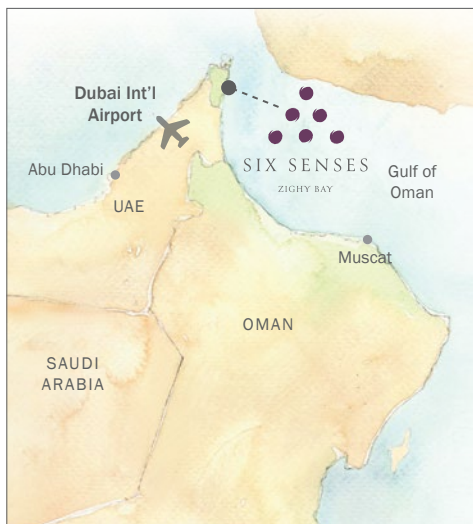 Dubai Int'l
Airport
SIX SENSES
ZIGHY BAY
Abu Dhabi
Gulf of
Oman
UAE
Muscat
OMAN
SAUDI
ARABIA